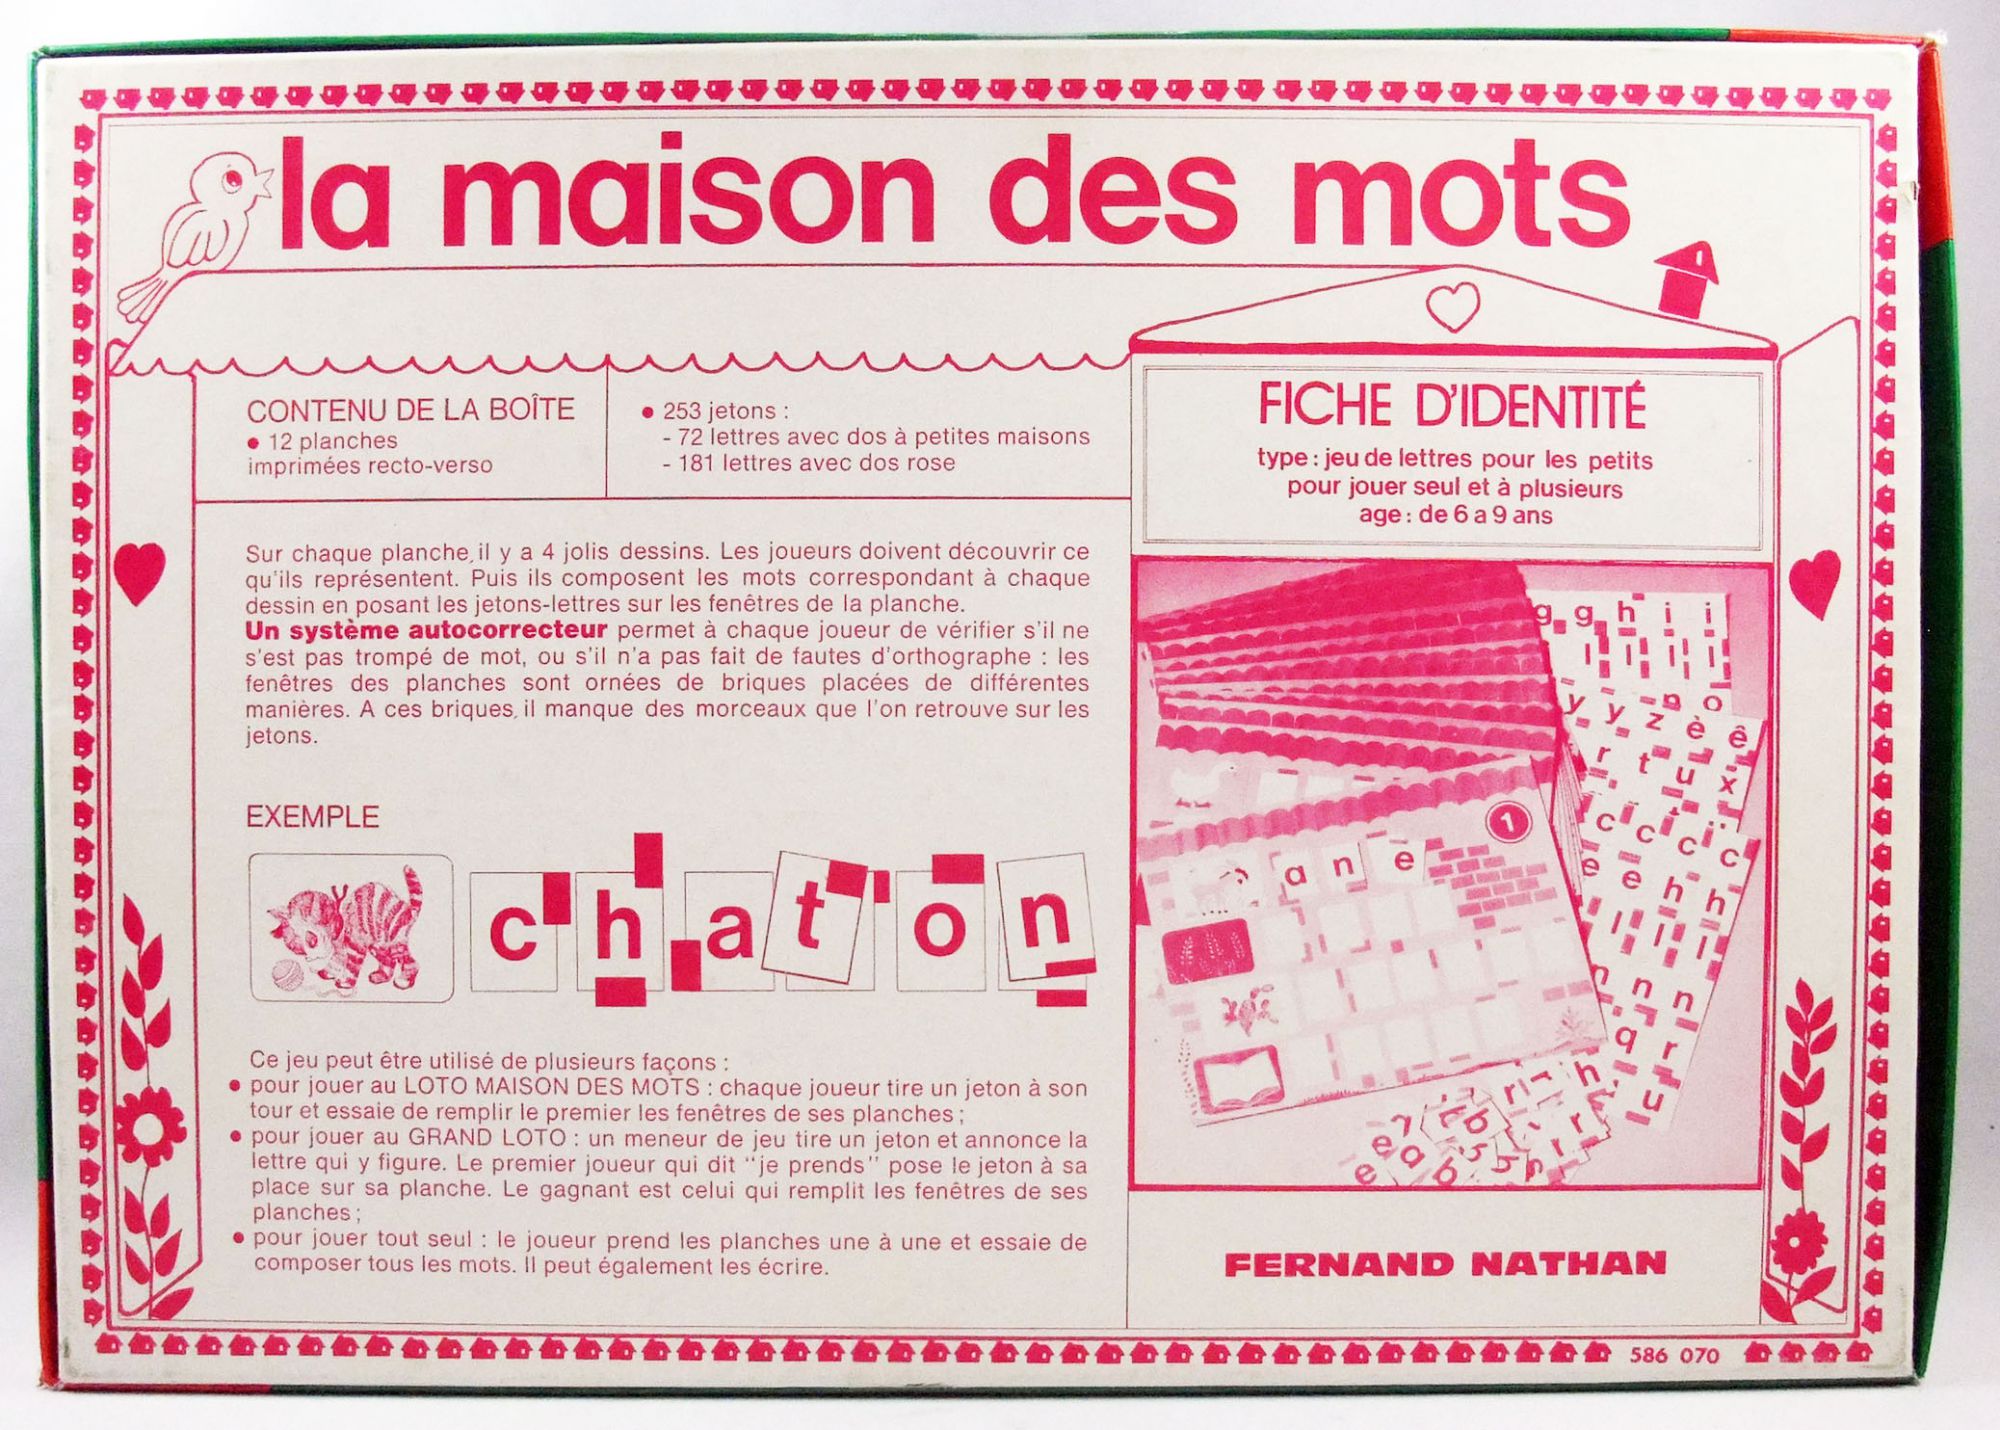 la maison des mots
CONTENU DE LA BOÎTE
● 12 planches
imprimées recto-verso
● 253 jetons :
- 72 lettres avec dos à petites maisons
- 181 lettres avec dos rose
FICHE D'IDENTITÉ
type : jeu de lettres pour les petits
pour jouer seul et à plusieurs
age : de 6 a 9 ans
Sur chaque planche, il y a 4 jolis dessins. Les joueurs doivent découvrir ce
qu'ils représentent. Puis ils composent les mots correspondant à chaque
dessin en posant les jetons-lettres sur les fenêtres de la planche.
Un système autocorrecteur permet à chaque joueur de vérifier s'il ne
s'est pas trompé de mot, ou s'il n'a pas fait de fautes d'orthographe : les
fenêtres des planches sont ornées de briques placées de différentes
manières. A ces briques, il manque des morceaux que l'on retrouve sur les
jetons.
EXEMPLE
c h a t o n
Ce jeu peut être utilisé de plusieurs façons :
● pour jouer au LOTO MAISON DES MOTS : chaque joueur tire un jeton à son
tour et essaie de remplir le premier les fenêtres de ses planches ;
● pour jouer au GRAND LOTO : un meneur de jeu tire un jeton et annonce la
lettre qui y figure. Le premier joueur qui dit "je prends" pose le jeton à sa
place sur sa planche. Le gagnant est celui qui remplit les fenêtres de ses
planches ;
● pour jouer tout seul : le joueur prend les planches une à une et essaie de
composer tous les mots. Il peut également les écrire.
g g h i i
y y z è ê
r t u x
1
a n e
n n n
q r
u
FERNAND NATHAN
586 070